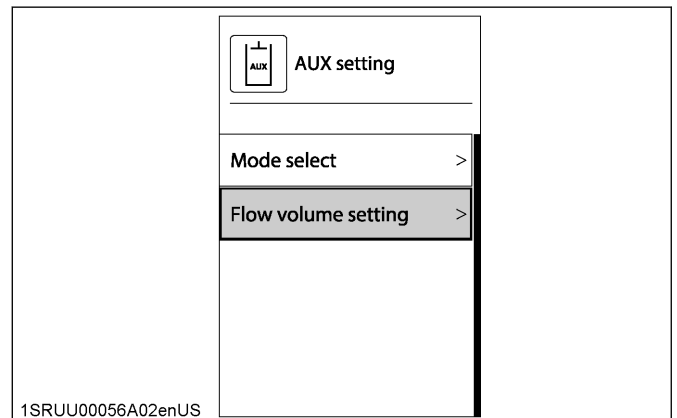 AUX
AUX setting
Mode select >
Flow volume setting >
1SRUU00056A02enUS